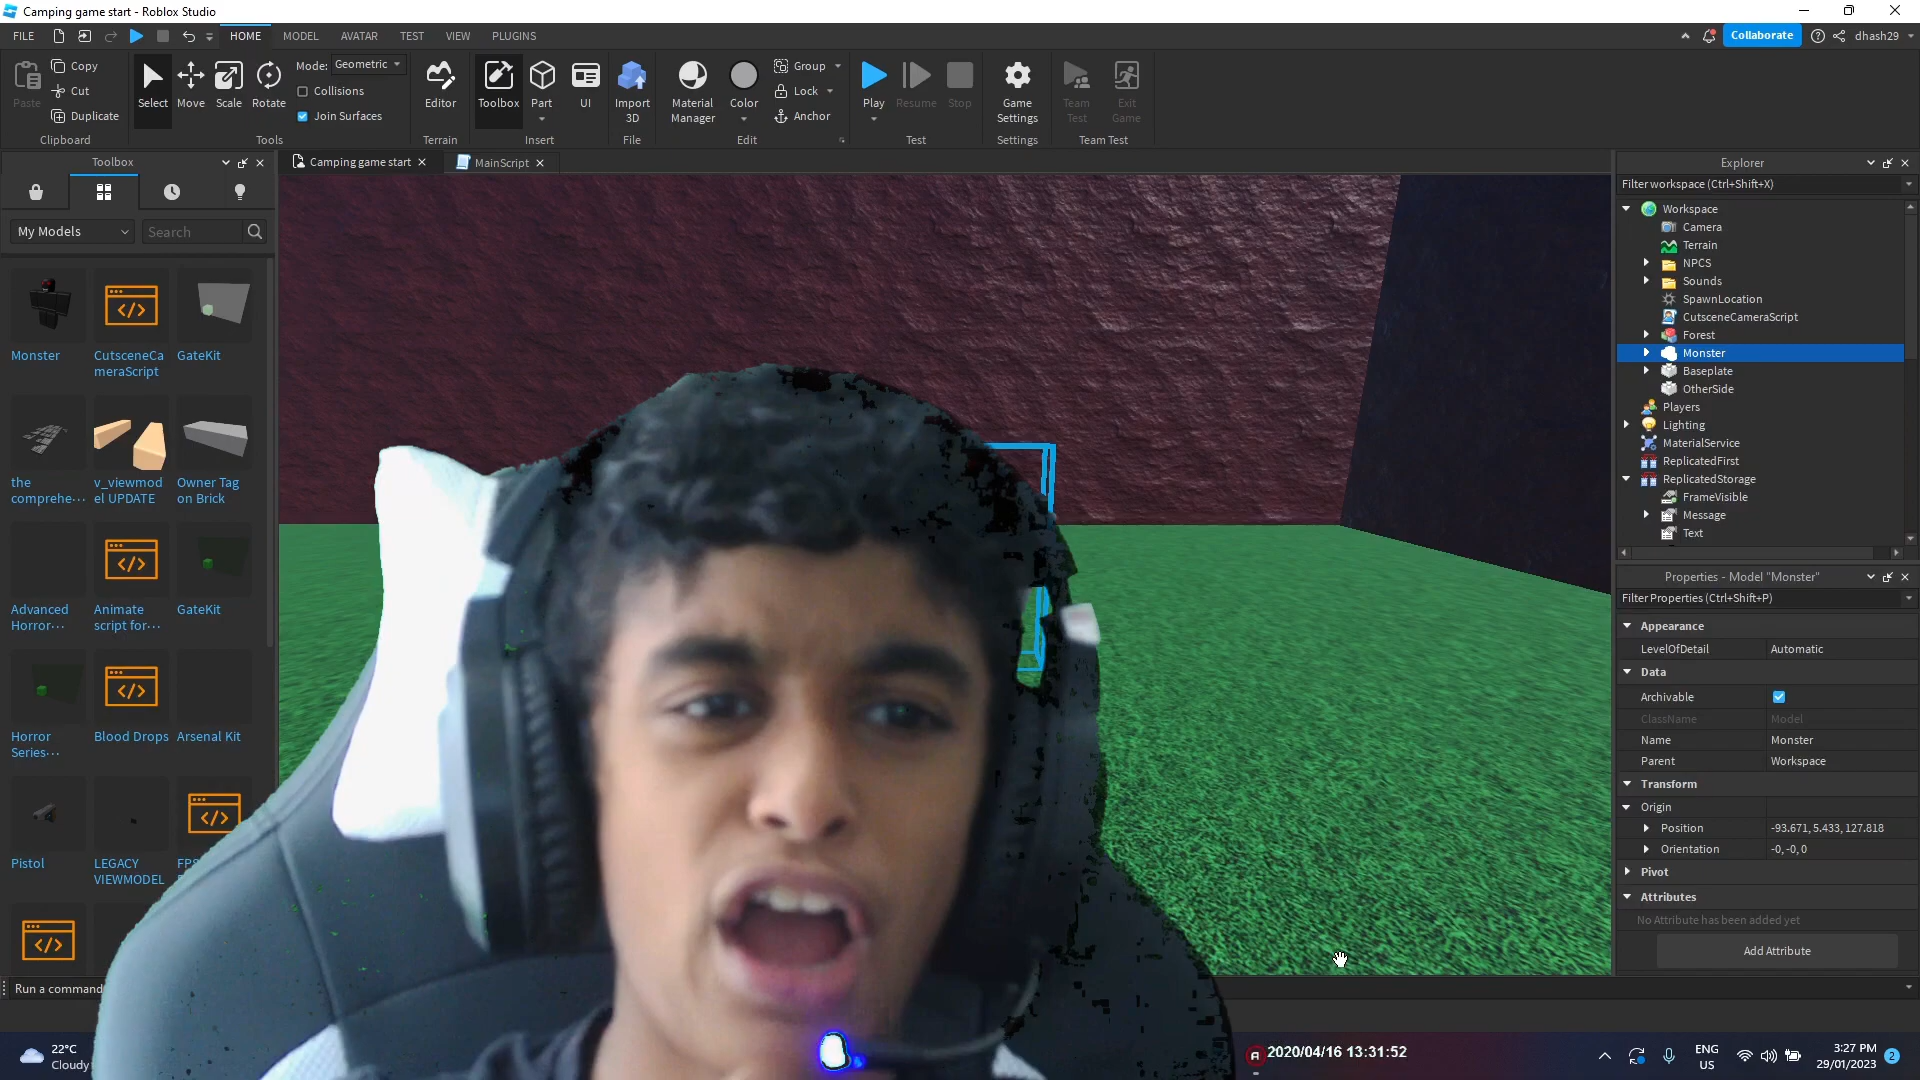 Camping game start - Roblox Studio
FILE HOME MODEL AVATAR TEST VIEW PLUGINS Collaborate dhash29
Paste Copy Cut Duplicate
Clipboard
Select Move Scale Rotate
Mode: Geometric
Collisions
Join Surfaces
Tools
Editor
Terrain
Toolbox Part UI
Insert
Import 3D
File
Material Manager Color
Group
Lock
Anchor
Edit
Play Resume Stop
Test
Game Settings
Settings
Team Test Exit Game
Team Test
Toolbox
My Models Search
Monster
CutsceneCa
meraScript
GateKit
the
comprehe...
v_viewmod
el UPDATE
Owner Tag
on Brick
Advanced
Horror...
Animate
script for...
GateKit
Horror
Series...
Blood Drops
Arsenal Kit
Pistol
LEGACY
VIEWMODEL
Camping game start
MainScript
Explorer
Filter workspace (Ctrl+Shift+X)
Workspace
Camera
Terrain
NPCS
Sounds
SpawnLocation
CutsceneCameraScript
Forest
Monster
Baseplate
OtherSide
Players
Lighting
MaterialService
ReplicatedFirst
ReplicatedStorage
FrameVisible
Message
Text
Properties - Model "Monster"
Filter Properties (Ctrl+Shift+P)
Appearance
LevelOfDetail Automatic
Data
Archivable
ClassName Model
Name Monster
Parent Workspace
Transform
Origin
Position -93.671, 5.433, 127.818
Orientation -0, -0, 0
Pivot
Attributes
No Attribute has been added yet
Add Attribute
Run a command
22°C
Cloudy
A 2020/04/16 13:31:52
ENG
US
3:27 PM
29/01/2023
2